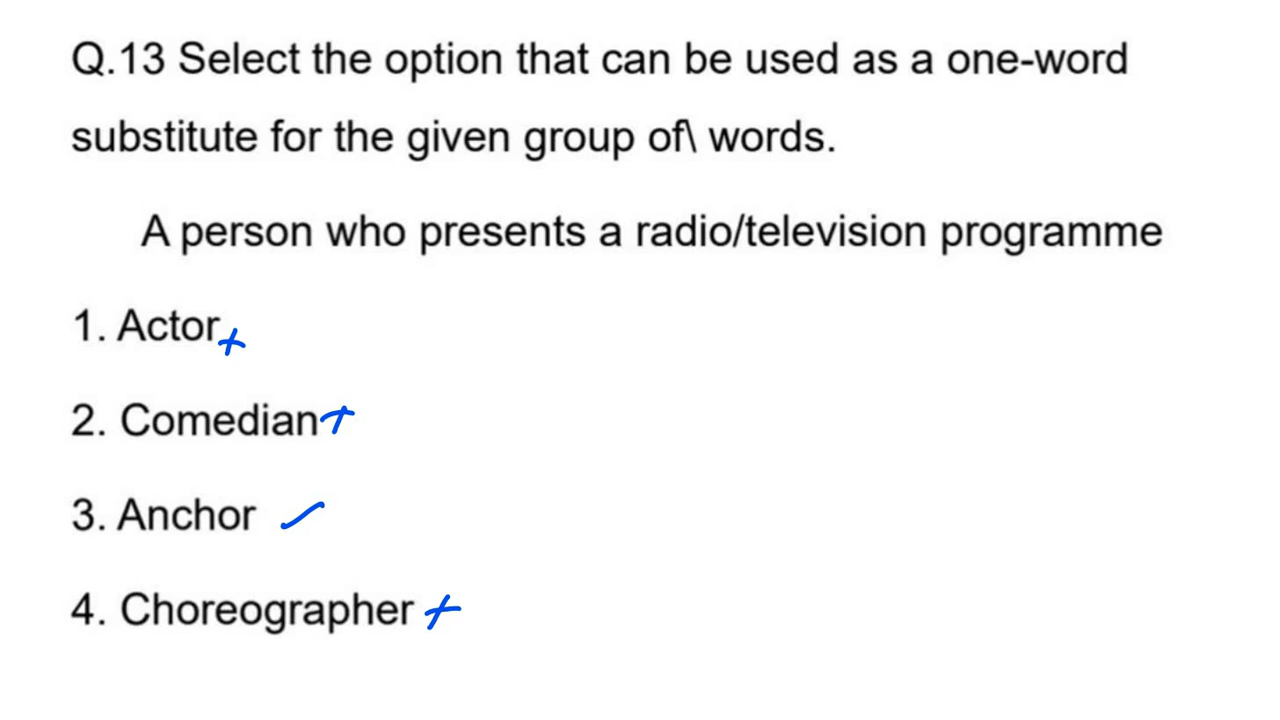 Q.13 Select the option that can be used as a one-word
substitute for the given group of\ words.
A person who presents a radio/television programme
1. Actor
2. Comedian
3. Anchor
4. Choreographer